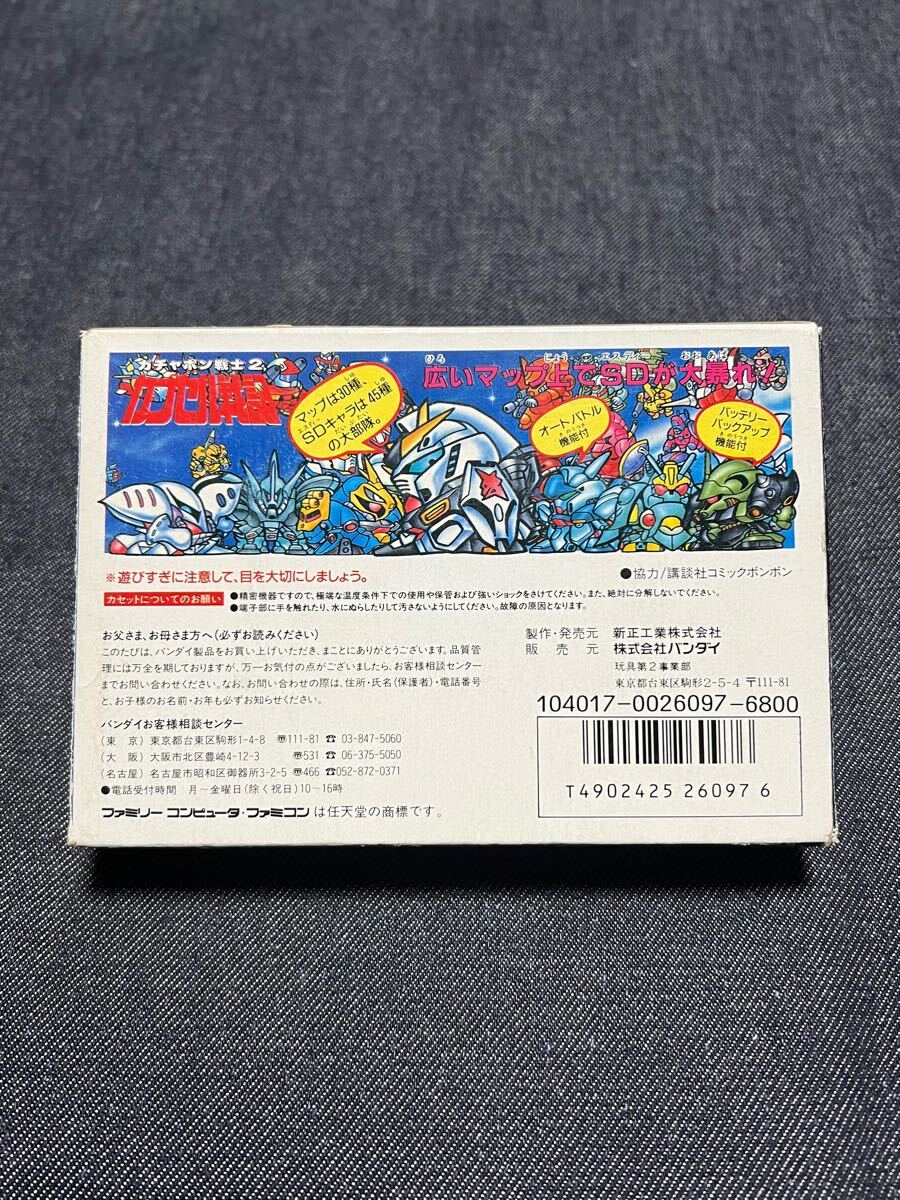 ガチャポン戦士2
カプセル戦記
マップは30種、
SDキャラは45種
の大部隊。
広いマップ上でSDが大暴れ!
オートバトル
機能付
バッテリー
バックアップ
機能付
※遊びすぎに注意して、目を大切にしましょう。
●協力/講談社コミックボンボン
カセットについてのお願い
●精密機器ですので、極端な温度条件下での使用や保管および強いショックをさけてください。また、絶対に分解しないでください。
●端子部に手を触れたり、水にぬらしたりして汚さないようにしてください。故障の原因となります。
お父さま、お母さま方へ(必ずお読みください)
このたびは、バンダイ製品をお買い上げいただき、まことにありがとうございます。品質管
理には万全を期しておりますが、万一お気付の点がございましたら、お客様相談センター
までお問い合わせください。なお、お問い合わせの際は、住所・氏名(保護者)・電話番号
と、お子様のお名前・お年も必ずお知らせください。
バンダイお客様相談センター
(東 京) 東京都台東区駒形1-4-8 〒111-81 ☎ 03-847-5060
(大 阪) 大阪市北区豊崎4-12-3 〒531 ☎ 06-375-5050
(名古屋) 名古屋市昭和区御器所3-2-5 〒466 ☎052-872-0371
●電話受付時間 月〜金曜日(除く祝日)10〜16時
ファミリーコンピュータ・ファミコンは任天堂の商標です。
製作・発売元 新正工業株式会社
販売元 株式会社バンダイ
玩具第2事業部
東京都台東区駒形2-5-4 〒111-81
104017-0026097-6800
T4902425 26097 6